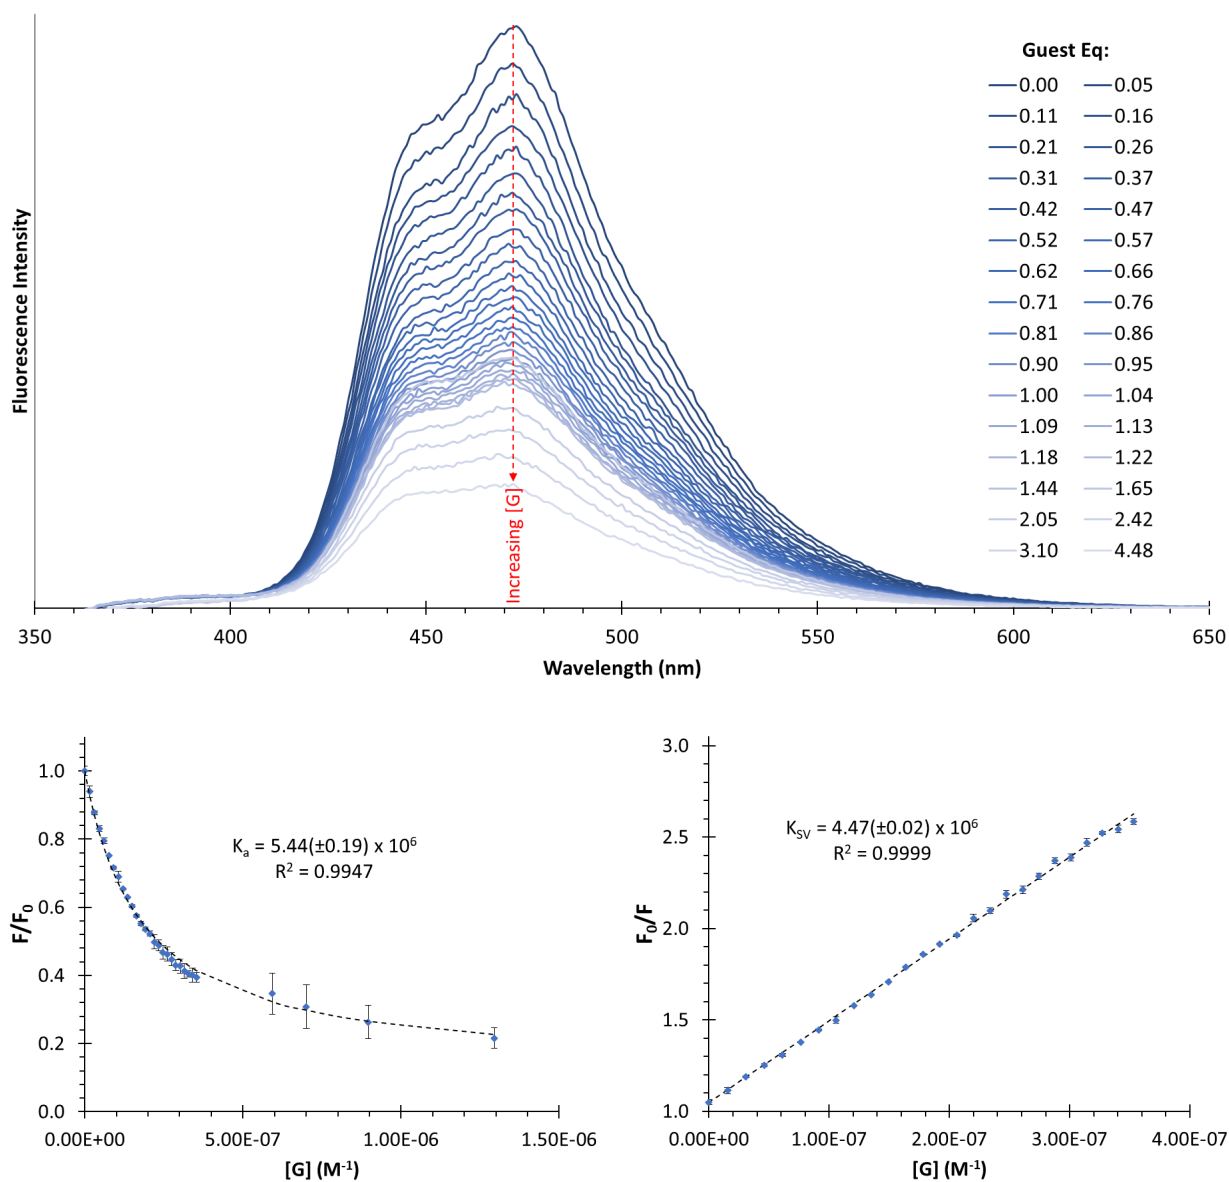 Guest Eq:
0.00 0.05
0.11 0.16
0.21 0.26
0.31 0.37
0.42 0.47
0.52 0.57
0.62 0.66
0.71 0.76
0.81 0.86
0.90 0.95
1.00 1.04
1.09 1.13
1.18 1.22
1.44 1.65
2.05 2.42
3.10 4.48
Fluorescence Intensity
Increasing [G]
350 400 450 500 550 600 650
Wavelength (nm)
F/F₀
1.0
0.8
0.6
0.4
0.2
0.0
Kₐ = 5.44(±0.19) x 10⁶
R² = 0.9947
0.00E+00 5.00E-07 1.00E-06 1.50E-06
[G] (M⁻¹)
F₀/F
3.0
2.5
2.0
1.5
1.0
K_SV = 4.47(±0.02) x 10⁶
R² = 0.9999
0.00E+00 1.00E-07 2.00E-07 3.00E-07 4.00E-07
[G] (M⁻¹)